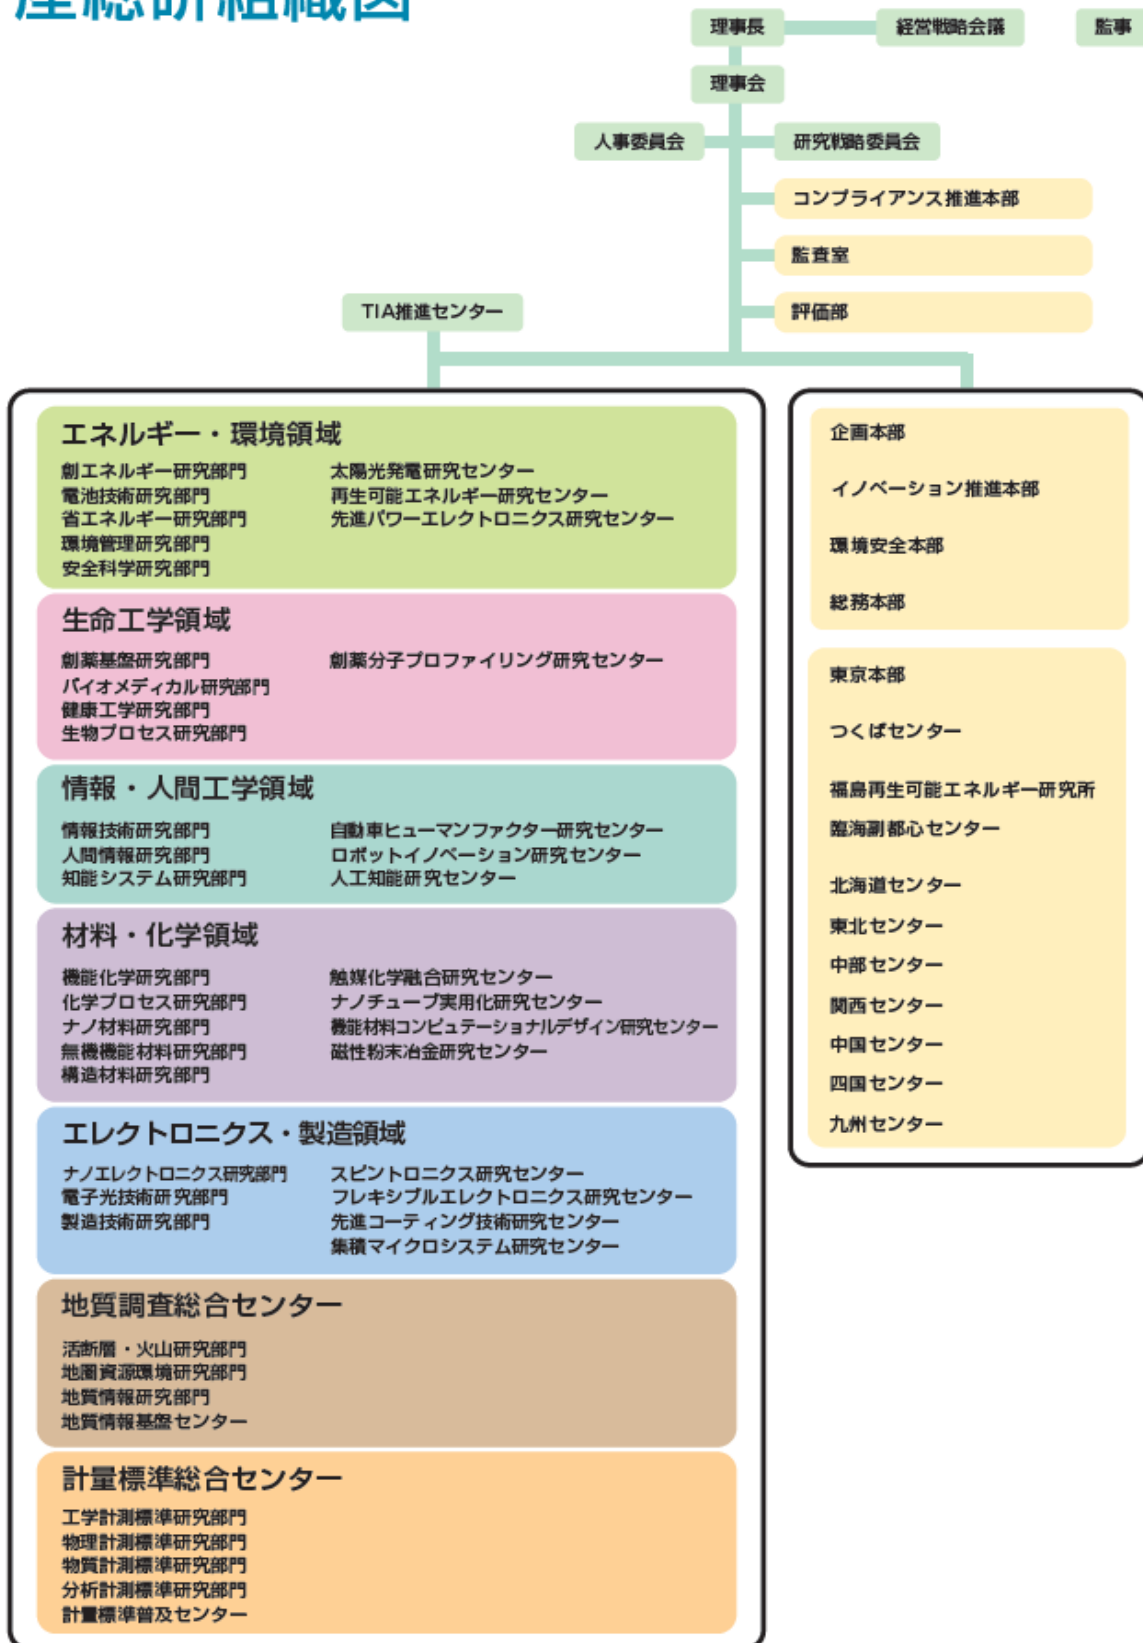 産総研組織図
理事長
経営戦略会議
監事
理事会
人事委員会
研究戦略委員会
コンプライアンス推進本部
監査室
評価部
TIA推進センター
エネルギー・環境領域
創エネルギー研究部門
電池技術研究部門
省エネルギー研究部門
環境管理研究部門
安全科学研究部門
太陽光発電研究センター
再生可能エネルギー研究センター
先進パワーエレクトロニクス研究センター
生命工学領域
創薬基盤研究部門
バイオメディカル研究部門
健康工学研究部門
生物プロセス研究部門
創薬分子プロファイリング研究センター
情報・人間工学領域
情報技術研究部門
人間情報研究部門
知能システム研究部門
自動車ヒューマンファクター研究センター
ロボットイノベーション研究センター
人工知能研究センター
材料・化学領域
機能化学研究部門
化学プロセス研究部門
ナノ材料研究部門
無機機能材料研究部門
構造材料研究部門
触媒化学融合研究センター
ナノチューブ実用化研究センター
機能材料コンピュテーショナルデザイン研究センター
磁性粉末冶金研究センター
エレクトロニクス・製造領域
ナノエレクトロニクス研究部門
電子光技術研究部門
製造技術研究部門
スピントロニクス研究センター
フレキシブルエレクトロニクス研究センター
先進コーティング技術研究センター
集積マイクロシステム研究センター
地質調査総合センター
活断層・火山研究部門
地圏資源環境研究部門
地質情報研究部門
地質情報基盤センター
計量標準総合センター
工学計測標準研究部門
物理計測標準研究部門
物質計測標準研究部門
分析計測標準研究部門
計量標準普及センター
企画本部
イノベーション推進本部
環境安全本部
総務本部
東京本部
つくばセンター
福島再生可能エネルギー研究所
臨海副都心センター
北海道センター
東北センター
中部センター
関西センター
中国センター
四国センター
九州センター